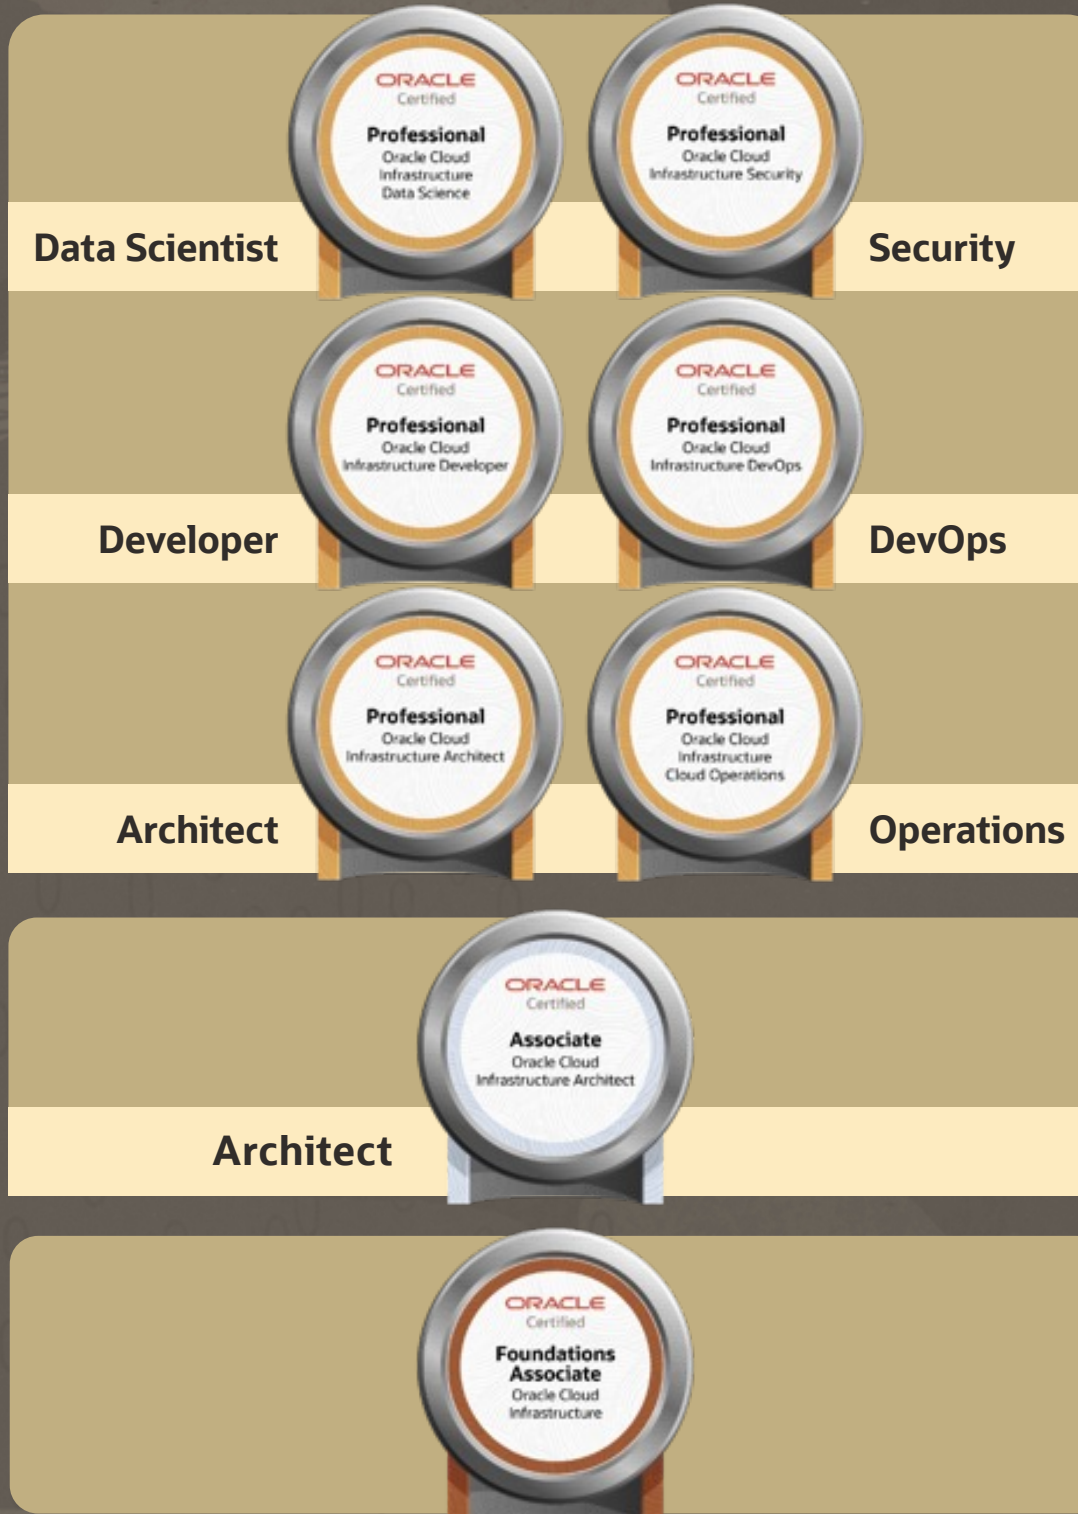 ORACLE
Certified
Professional
Oracle Cloud
Infrastructure
Data Science
ORACLE
Certified
Professional
Oracle Cloud
Infrastructure Security
Data Scientist
Security
ORACLE
Certified
Professional
Oracle Cloud
Infrastructure Developer
ORACLE
Certified
Professional
Oracle Cloud
Infrastructure DevOps
Developer
DevOps
ORACLE
Certified
Professional
Oracle Cloud
Infrastructure Architect
ORACLE
Certified
Professional
Oracle Cloud
Infrastructure
Cloud Operations
Architect
Operations
ORACLE
Certified
Associate
Oracle Cloud
Infrastructure Architect
Architect
ORACLE
Certified
Foundations
Associate
Oracle Cloud
Infrastructure